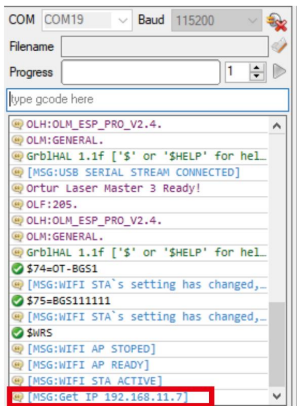 COM COM19 Baud 115200
Filename
Progress 1
type gcode here
OLH:OLM_ESP_PRO_V2.4.
OLM:GENERAL.
GrblHAL 1.1f ['$' or '$HELP' for hel…
[MSG:USB SERIAL STREAM CONNECTED]
Ortur Laser Master 3 Ready!
OLF:205.
OLH:OLM_ESP_PRO_V2.4.
OLM:GENERAL.
GrblHAL 1.1f ['$' or '$HELP' for hel…
$74=OT-BGS1
[MSG:WIFI STA`s setting has changed,…
$75=BGS111111
[MSG:WIFI STA`s setting has changed,…
$WRS
[MSG:WIFI AP STOPED]
[MSG:WIFI AP READY]
[MSG:WIFI STA ACTIVE]
[MSG:Get IP 192.168.11.7]